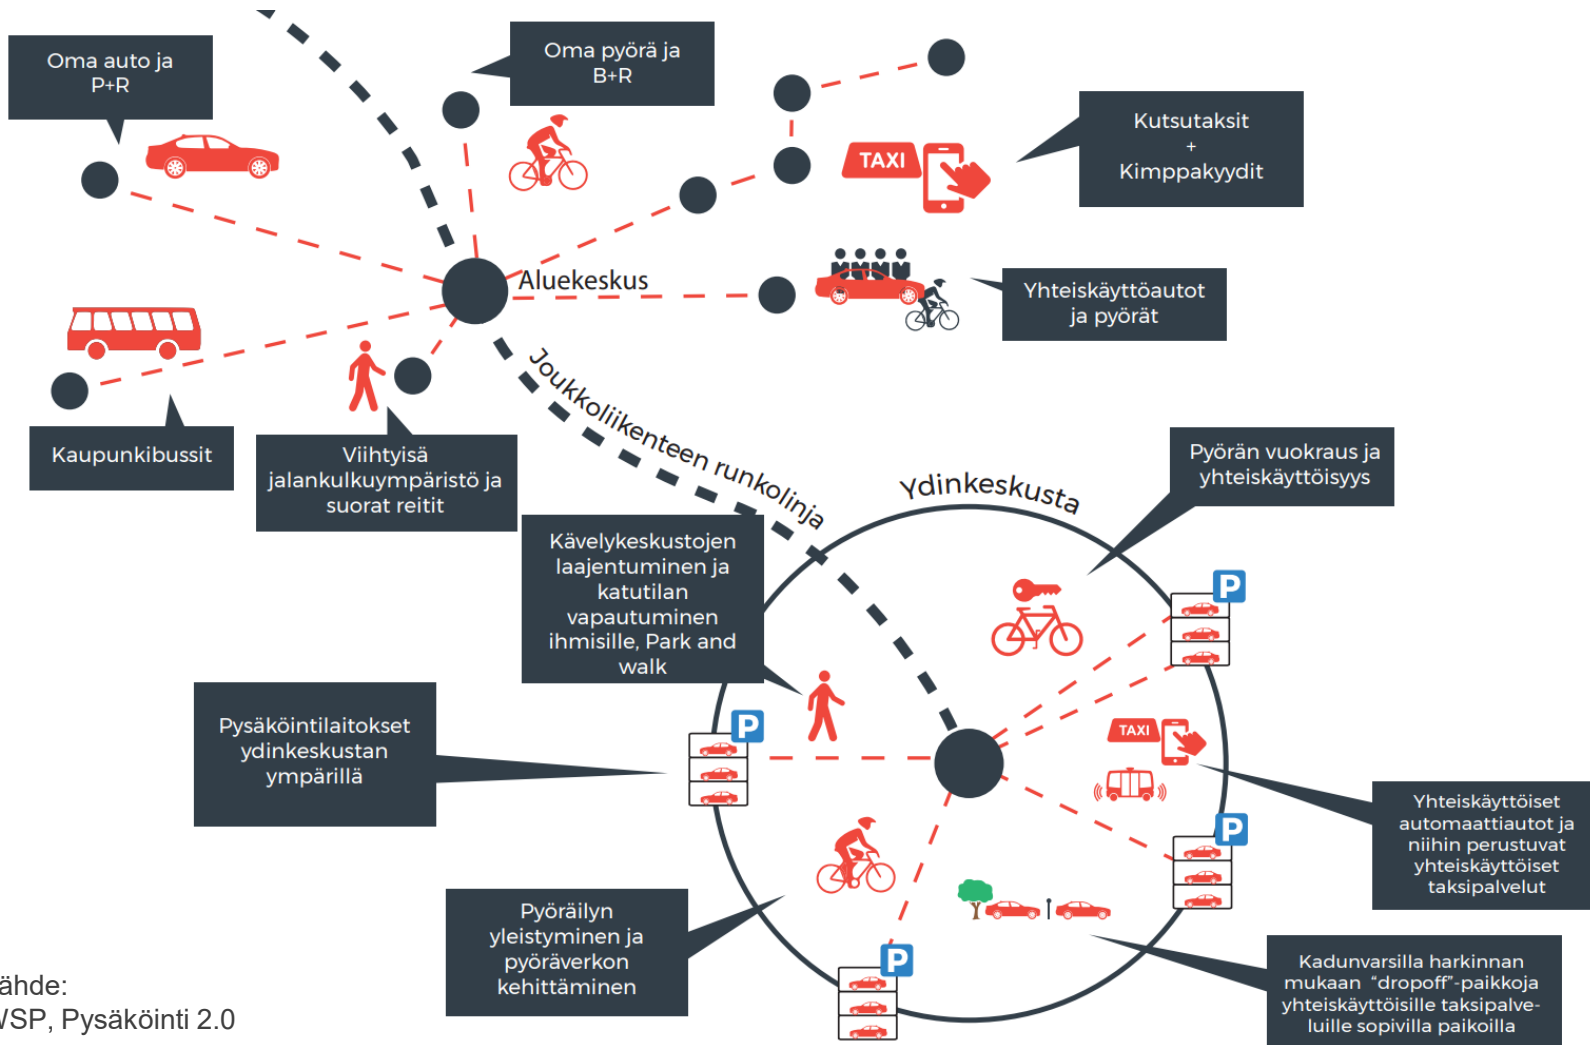 Oma auto ja
P+R
Oma pyörä ja
B+R
TAXI
Kutsutaksit
+
Kimppakyydit
Aluekeskus
Yhteiskäyttöautot
ja pyörät
Kaupunkibussit
Viihtyisä
jalankulkuympäristö ja
suorat reitit
Joukkoliikenteen runkolinja
Ydinkeskusta
Pyörän vuokraus ja
yhteiskäyttöisyys
Kävelykeskustojen
laajentuminen ja
katutilan
vapautuminen
ihmisille, Park and
walk
P
Pysäköintilaitokset
ydinkeskustan
ympärillä
P
TAXI
Yhteiskäyttöiset
automaattiautot ja
niihin perustuvat
yhteiskäyttöiset
taksipalvelut
P
Pyöräilyn
yleistyminen ja
pyöräverkon
kehittäminen
P
Kadunvarsilla harkinnan
mukaan "dropoff"-paikkoja
yhteiskäyttöisille taksipalve-
luille sopivilla paikoilla
ähde:
WSP, Pysäköinti 2.0